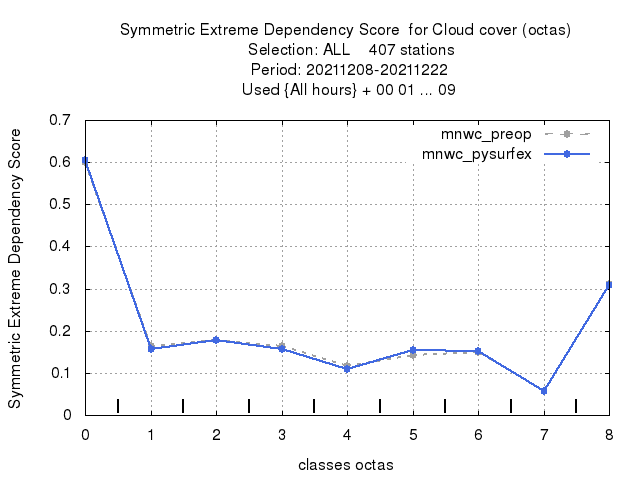 Symmetric Extreme Dependency Score  for Cloud cover (octas)
Selection: ALL    407 stations
Period: 20211208-20211222
Used {All hours} + 00 01 ... 09
Symmetric Extreme Dependency Score
0.7
0.6
0.5
0.4
0.3
0.2
0.1
0
mnwc_preop
mnwc_pysurfex
0 1 2 3 4 5 6 7 8
classes octas